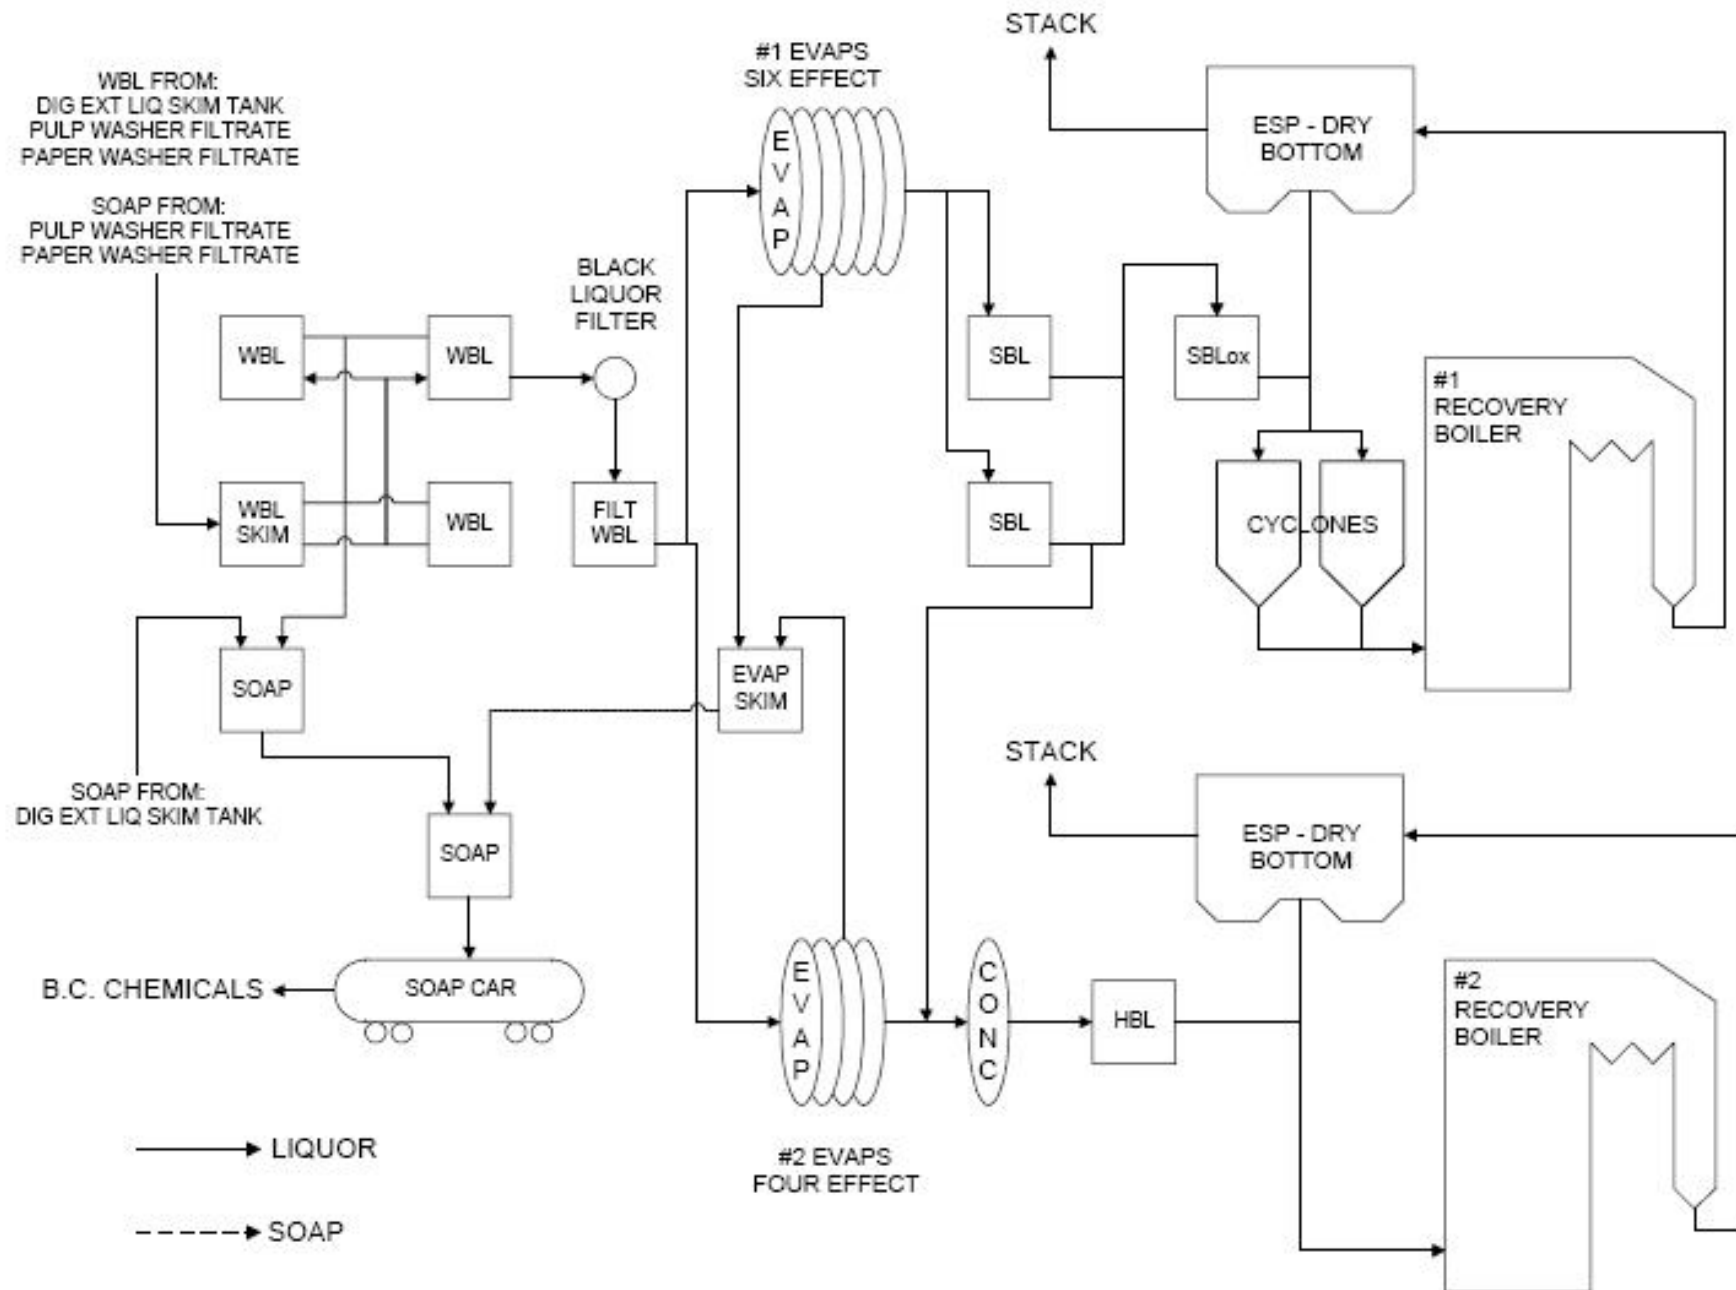 STACK
#1 EVAPS
SIX EFFECT
WBL FROM:
DIG EXT LIQ SKIM TANK
PULP WASHER FILTRATE
PAPER WASHER FILTRATE
ESP - DRY
BOTTOM
EVAP
SOAP FROM:
PULP WASHER FILTRATE
PAPER WASHER FILTRATE
BLACK
LIQUOR
FILTER
WBL
WBL
SBL
SBLox
#1
RECOVERY
BOILER
WBL
SKIM
WBL
FILT
WBL
SBL
CYCLONES
SOAP
EVAP
SKIM
STACK
SOAP FROM:
DIG EXT LIQ SKIM TANK
SOAP
ESP - DRY
BOTTOM
B.C. CHEMICALS
SOAP CAR
EVAP
CONC
HBL
#2
RECOVERY
BOILER
LIQUOR
#2 EVAPS
FOUR EFFECT
SOAP